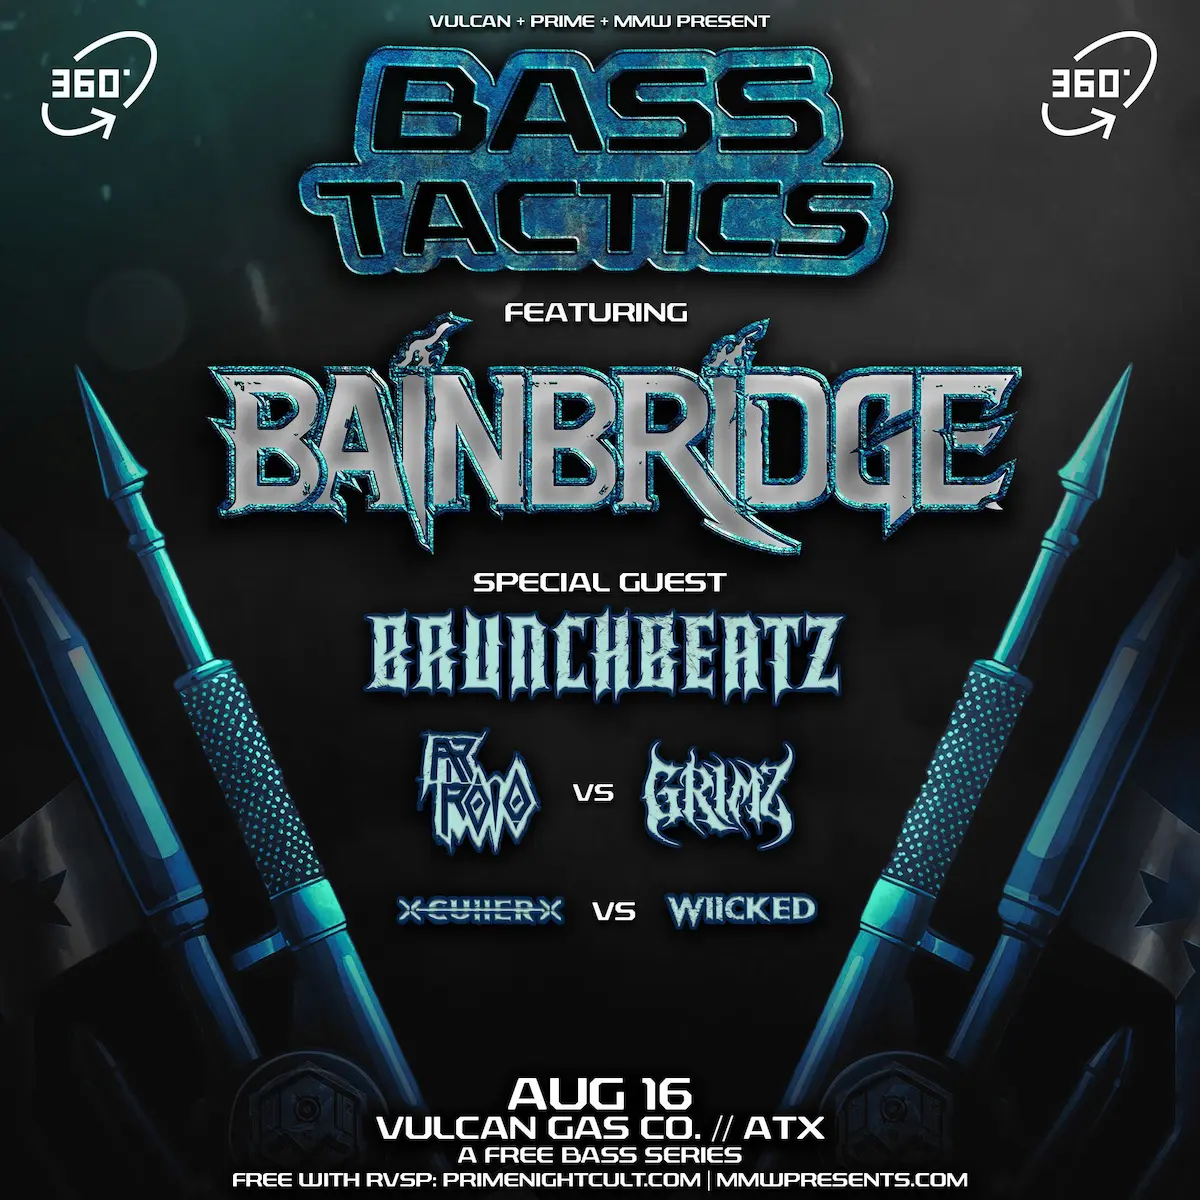 VULCAN + PRIME + MMW PRESENT
360°
360°
BASS
TACTICS
FEATURING
BAINBRIDGE
SPECIAL GUEST
BRUNCHBEATZ
VS GRIMZ
VS WIICKED
AUG 16
VULCAN GAS CO. // ATX
A FREE BASS SERIES
FREE WITH RVSP: PRIMENIGHTCULT.COM | MMWPRESENTS.COM